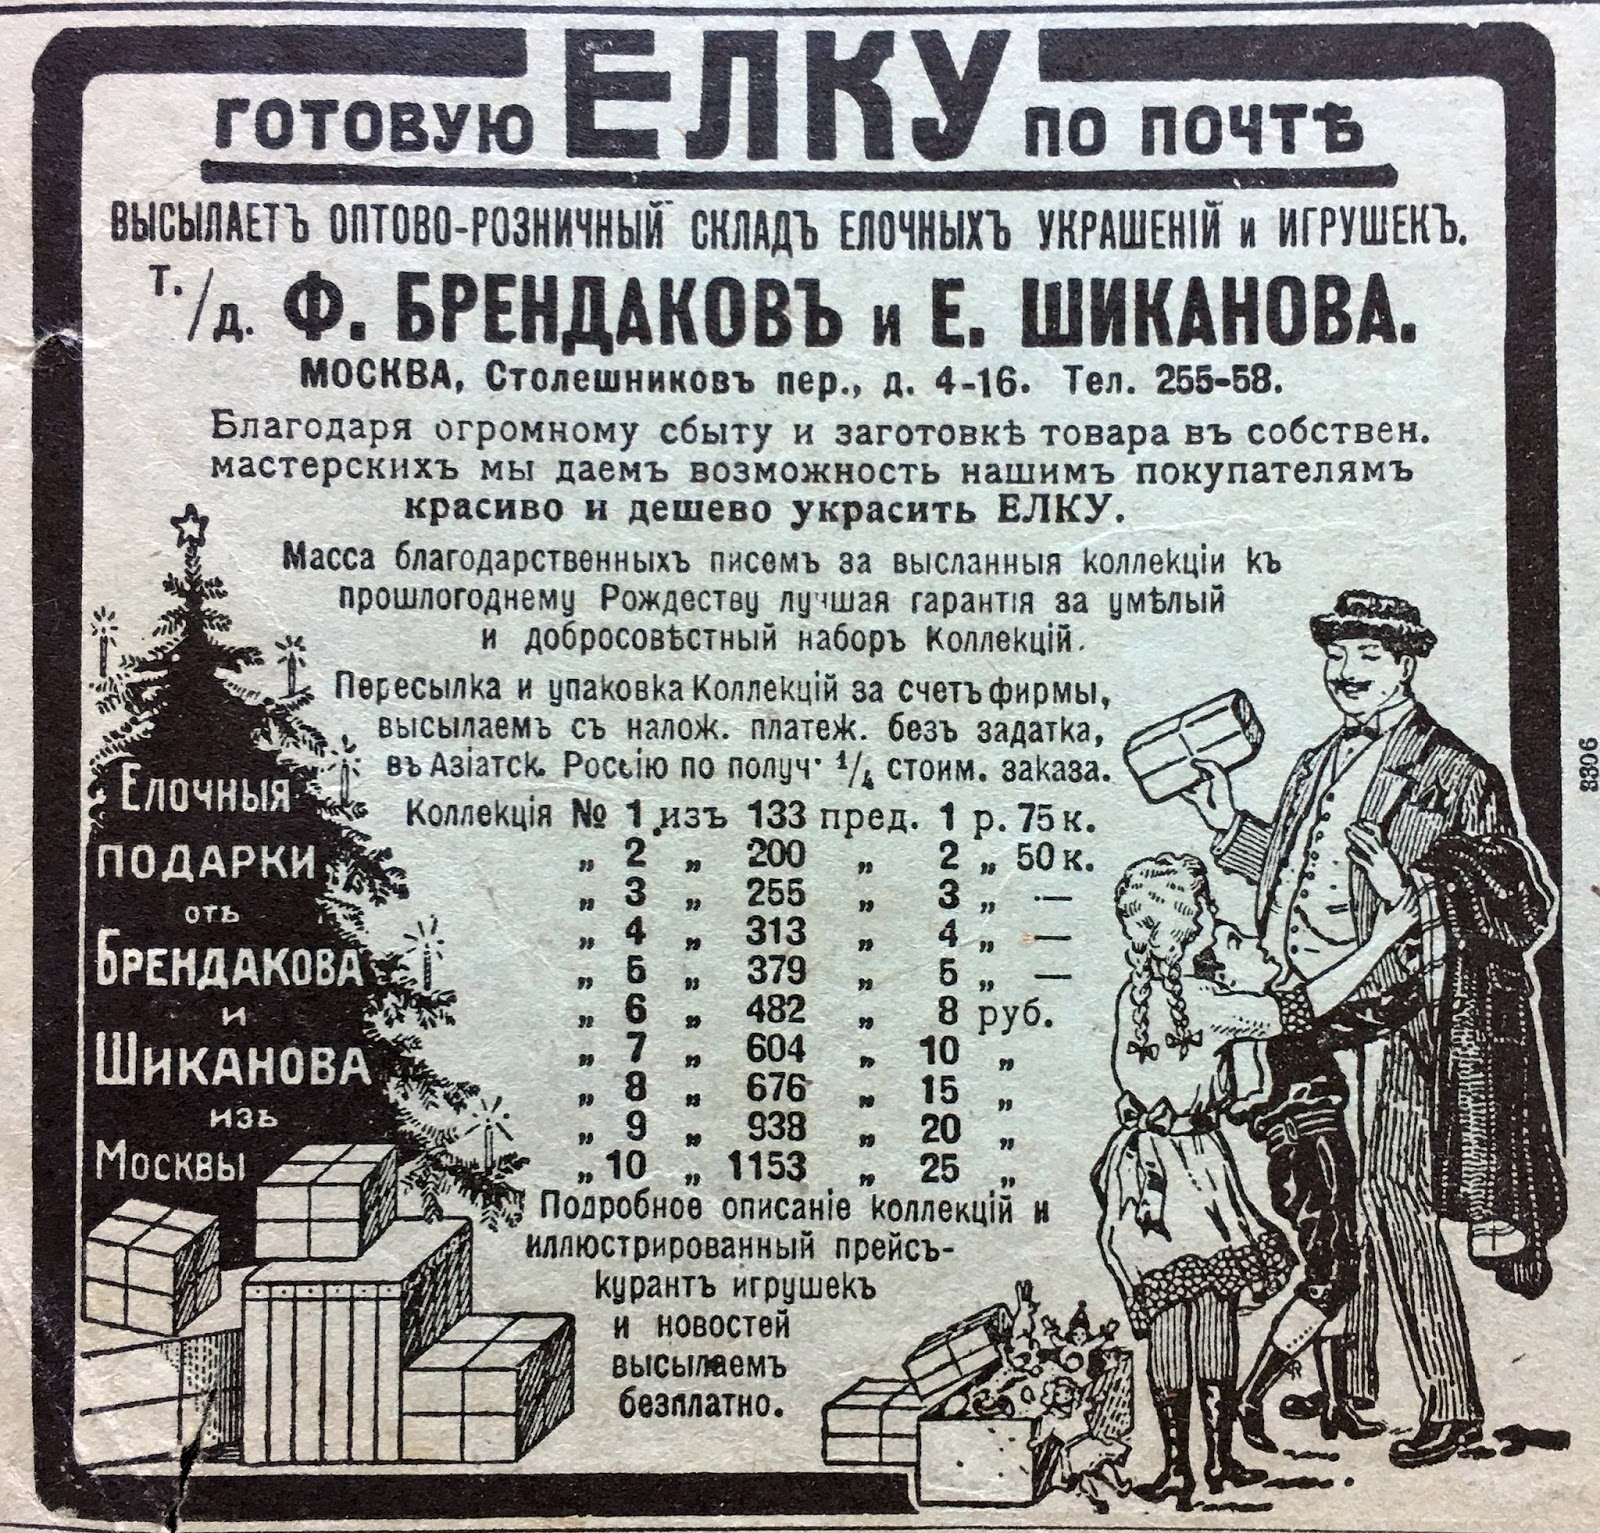 ГОТОВУЮ ЕЛКУ ПО ПОЧТѢ
ВЫСЫЛАЕТЪ ОПТОВО-РОЗНИЧНЫЙ СКЛАДЪ ЕЛОЧНЫХЪ УКРАШЕНІЙ и ИГРУШЕКЪ.
Т./Д. Ф. БРЕНДАКОВЪ и Е. ШИКАНОВА.
МОСКВА, Столешниковъ пер., д. 4-16. Тел. 255-58.
Благодаря огромному сбыту и заготовкѣ товара въ собствен.
мастерскихъ мы даемъ возможность нашимъ покупателямъ
красиво и дешево украсить ЕЛКУ.
Масса благодарственныхъ писемъ за высланныя коллекціи къ
прошлогоднему Рождеству лучшая гарантія за умѣлый
и добросовѣстный наборъ Коллекцій.
Пересылка и упаковка Коллекцій за счетъ фирмы,
высылаемъ съ налож. платеж. безъ задатка,
въ Азіатск. Россію по получ. 1/4 стоим. заказа.
Коллекція № 1 изъ 133 пред. 1 р. 75 к.
„ 2 „ 200 „ 2 „ 50 к.
„ 3 „ 255 „ 3 „ —
„ 4 „ 313 „ 4 „ —
„ 5 „ 379 „ 5 „ —
„ 6 „ 482 „ 8 руб.
„ 7 „ 604 „ 10 „
„ 8 „ 676 „ 15 „
„ 9 „ 938 „ 20 „
„ 10 „ 1153 „ 25 „
Подробное описаніе коллекцій и
иллюстрированный прейсъ-
курантъ игрушекъ
и новостей
высылаемъ
безплатно.
ЕЛОЧНЫЯ
ПОДАРКИ
отъ
БРЕНДАКОВА
и
ШИКАНОВА
изъ
МОСКВЫ
3306